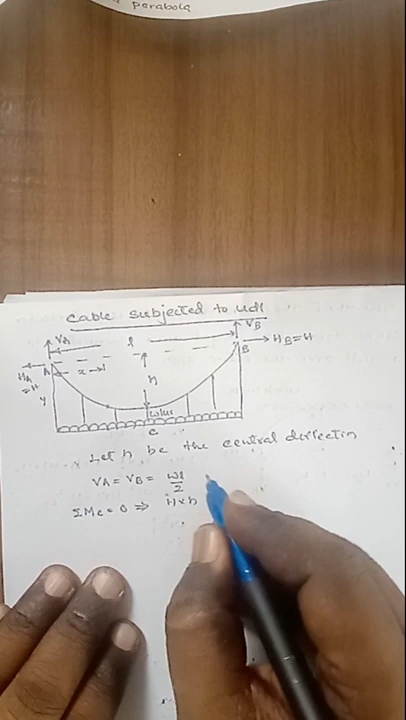 parabola
Cable subjected to udl
VA
l
VB
HB=H
B
HA
=H
A
x
h
y
w/m
c
Let h be the central deflection
VA = VB = wl/2
ΣMc = 0 ⇒ H×h